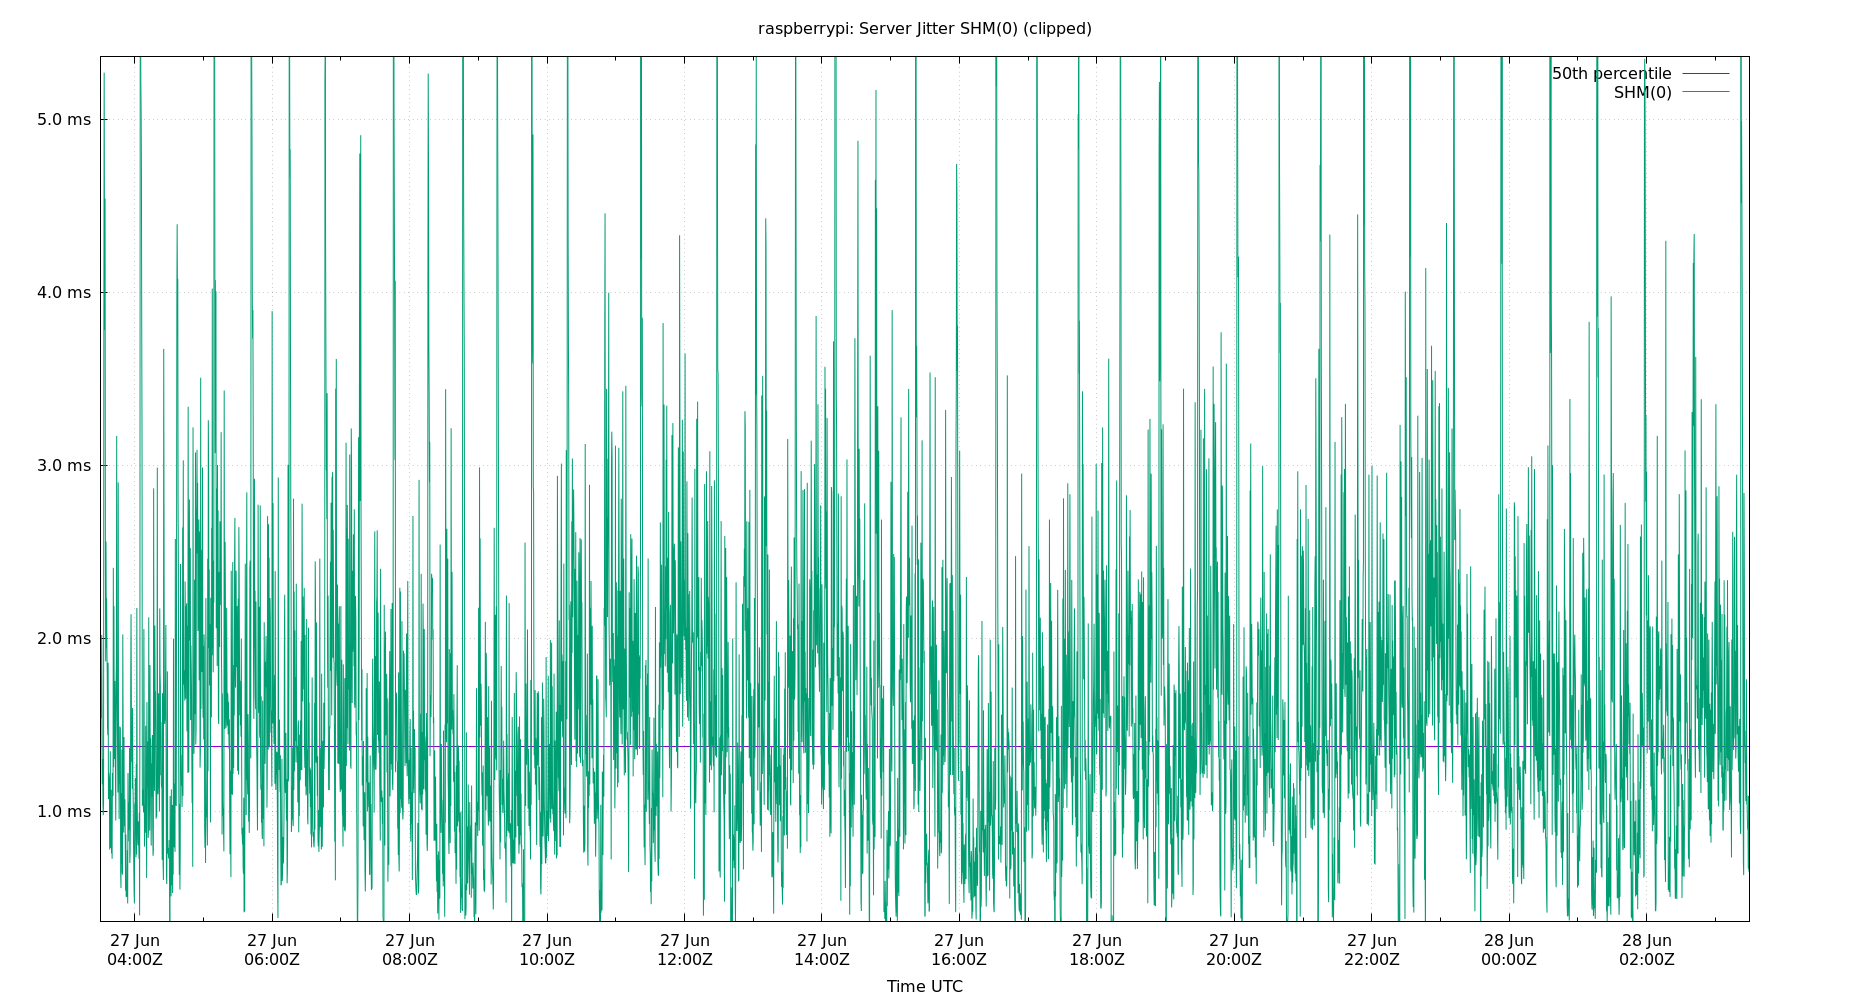 raspberrypi: Server Jitter SHM(0) (clipped)
50th percentile
SHM(0)
5.0 ms
4.0 ms
3.0 ms
2.0 ms
1.0 ms
27 Jun 27 Jun 27 Jun 27 Jun 27 Jun 27 Jun 27 Jun 27 Jun 27 Jun 27 Jun 28 Jun 28 Jun
04:00Z 06:00Z 08:00Z 10:00Z 12:00Z 14:00Z 16:00Z 18:00Z 20:00Z 22:00Z 00:00Z 02:00Z
Time UTC